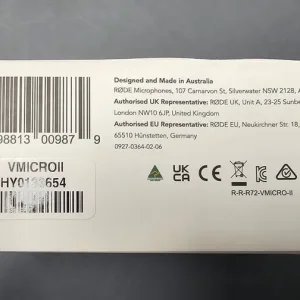 Designed and Made in Australia
RØDE Microphones, 107 Carnarvon St, Silverwater NSW 2128, A
Authorised UK Representative: RØDE UK, Unit A, 23-25 Sunbe
London NW10 6JP, United Kingdom
Authorised EU Representative: RØDE EU, Neukirchner Str. 18,
65510 Hünstetten, Germany
0927-0364-02-06
98813 00987 9
VMICROII
HY0133654
UK
CA
CE
R-R-R72-VMICRO-II